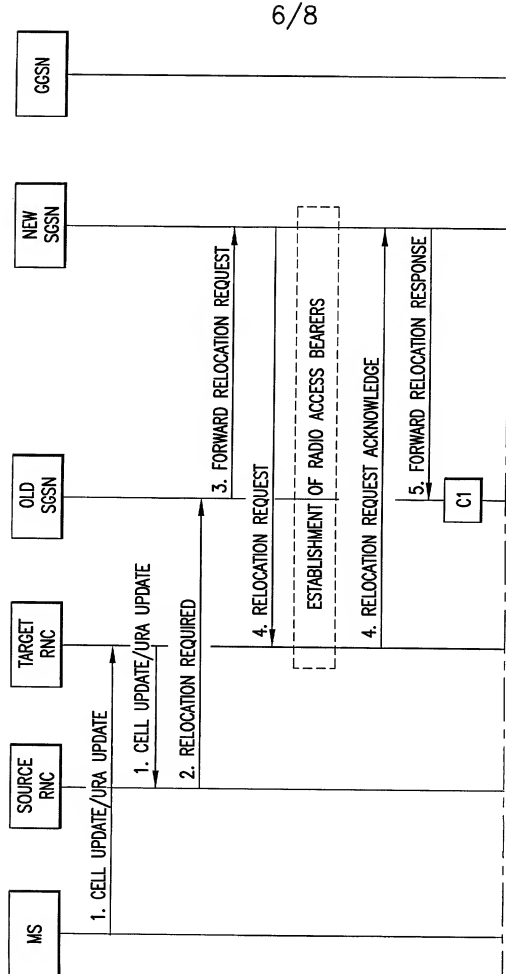 6/8
MS
SOURCE
RNC
TARGET
RNC
OLD
SGSN
NEW
SGSN
GGSN
1. CELL UPDATE/URA UPDATE
1. CELL UPDATE/URA UPDATE
2. RELOCATION REQUIRED
3. FORWARD RELOCATION REQUEST
4. RELOCATION REQUEST
ESTABLISHMENT OF RADIO ACCESS BEARERS
4. RELOCATION REQUEST ACKNOWLEDGE
5. FORWARD RELOCATION RESPONSE
C1